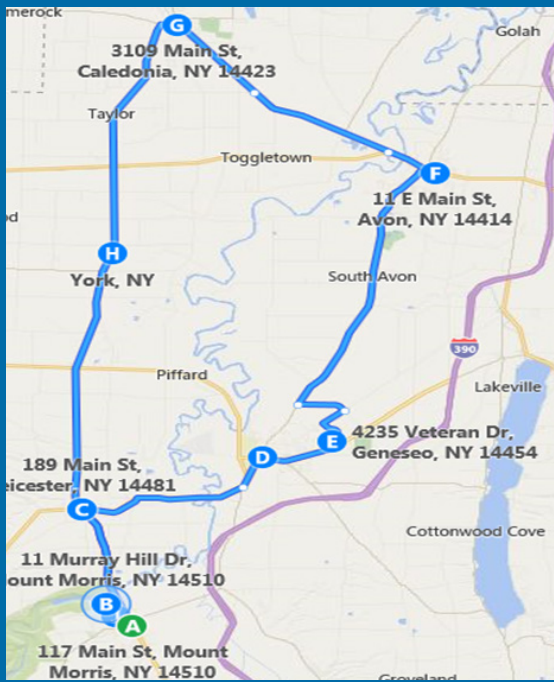 merock
Golah
G
3109 Main St,
Caledonia, NY 14423
Taylor
Toggletown
F
11 E Main St,
Avon, NY 14414
d
H
York, NY
South Avon
390
Piffard
Lakeville
4235 Veteran Dr,
Geneseo, NY 14454
E
D
189 Main St,
eicester, NY 14481
C
Cottonwood Cove
11 Murray Hill Dr,
ount Morris, NY 14510
B
A
117 Main St, Mount
Morris, NY 14510
Groveland